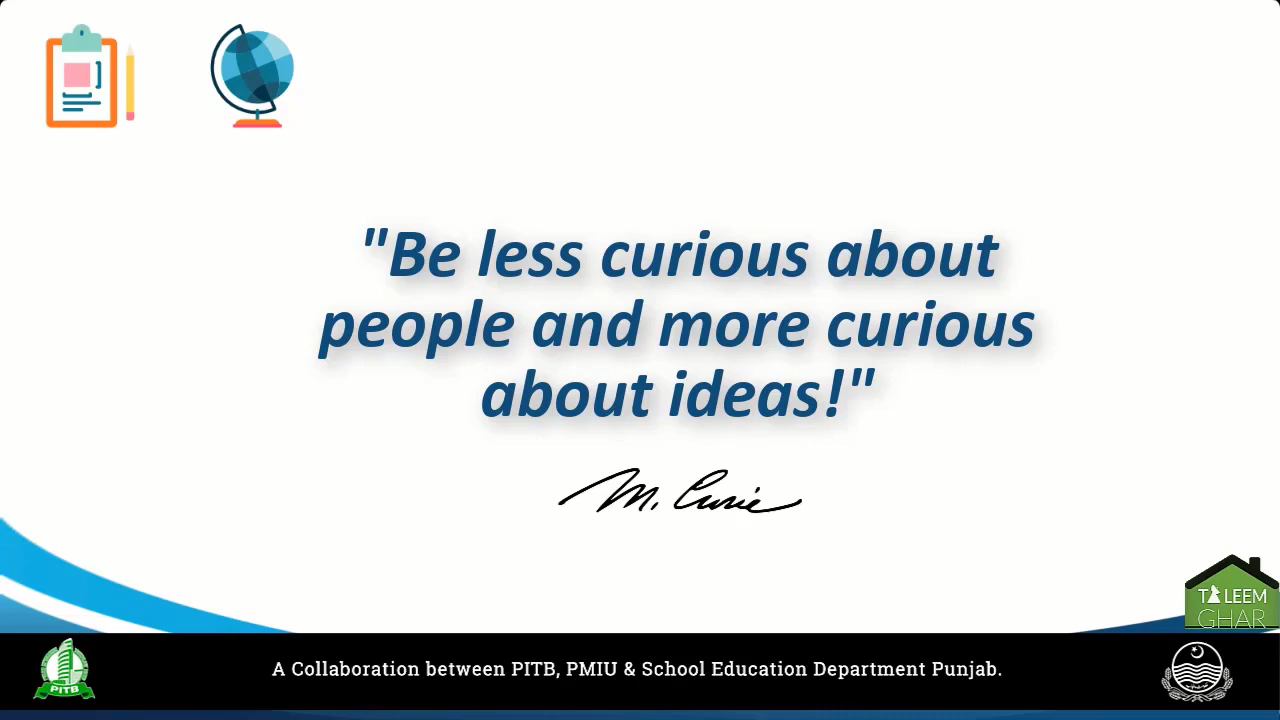 "Be less curious about
people and more curious
about ideas!"
M. Curie
TALEEM
GHAR
PITB
A Collaboration between PITB, PMIU & School Education Department Punjab.